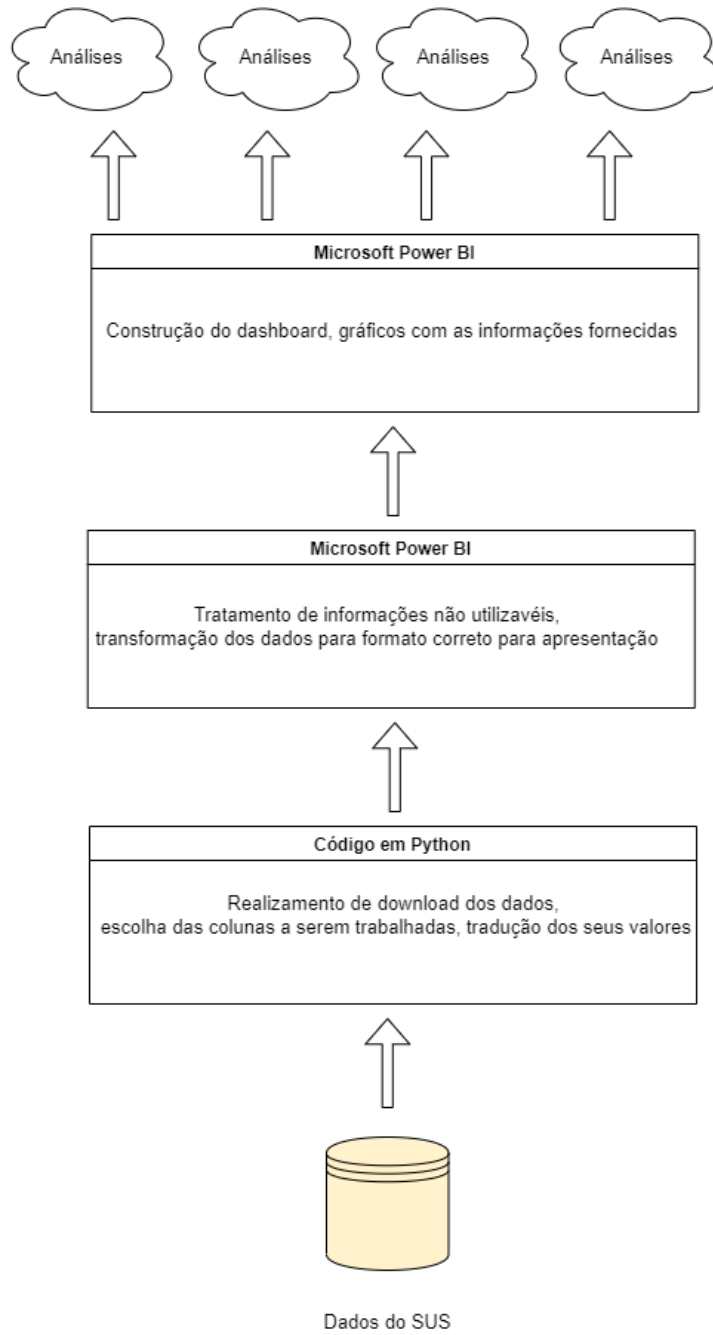 Análises
Análises
Análises
Análises
Microsoft Power BI
Construção do dashboard, gráficos com as informações fornecidas
Microsoft Power BI
Tratamento de informações não utilizavéis,
transformação dos dados para formato correto para apresentação
Código em Python
Realizamento de download dos dados,
escolha das colunas a serem trabalhadas, tradução dos seus valores
Dados do SUS